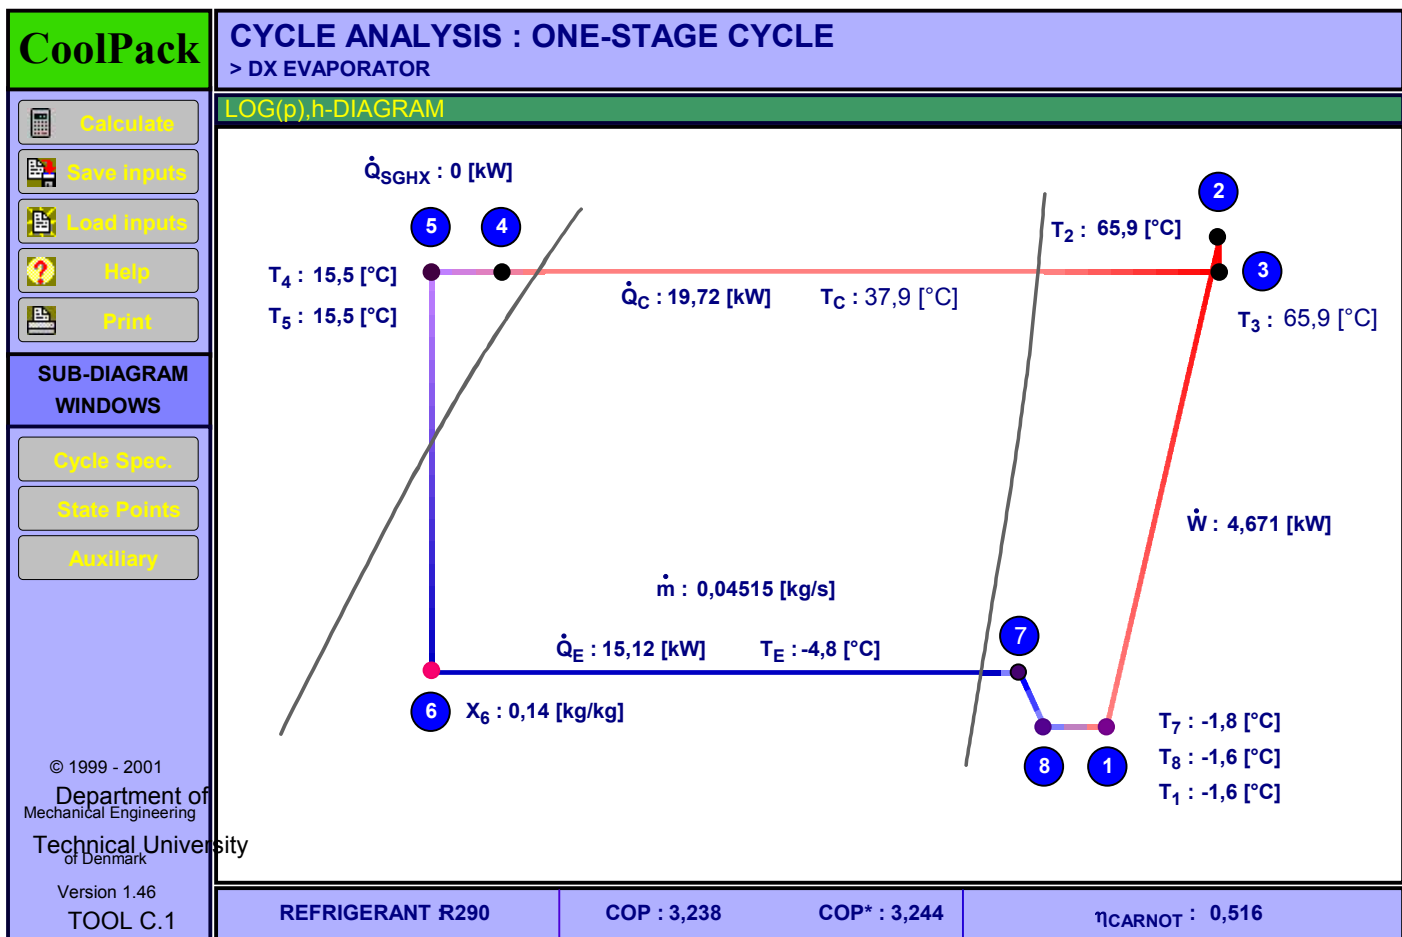 CoolPack
CYCLE ANALYSIS : ONE-STAGE CYCLE
> DX EVAPORATOR
LOG(p),h-DIAGRAM
Calculate
Save inputs
Load inputs
Help
Print
SUB-DIAGRAM
WINDOWS
Cycle Spec.
State Points
Auxiliary
© 1999 - 2001
Department of
Mechanical Engineering
Technical University
of Denmark
Version 1.46
TOOL C.1
Q̇SGHX : 0 [kW]
5
4
2
T2 : 65,9 [°C]
3
T4 : 15,5 [°C]
Q̇C : 19,72 [kW] TC : 37,9 [°C]
T5 : 15,5 [°C]
T3 : 65,9 [°C]
Ẇ : 4,671 [kW]
ṁ : 0,04515 [kg/s]
Q̇E : 15,12 [kW] TE : -4,8 [°C]
7
6
X6 : 0,14 [kg/kg]
8
1
T7 : -1,8 [°C]
T8 : -1,6 [°C]
T1 : -1,6 [°C]
REFRIGERANT : R290
COP : 3,238 COP* : 3,244
ηCARNOT : 0,516